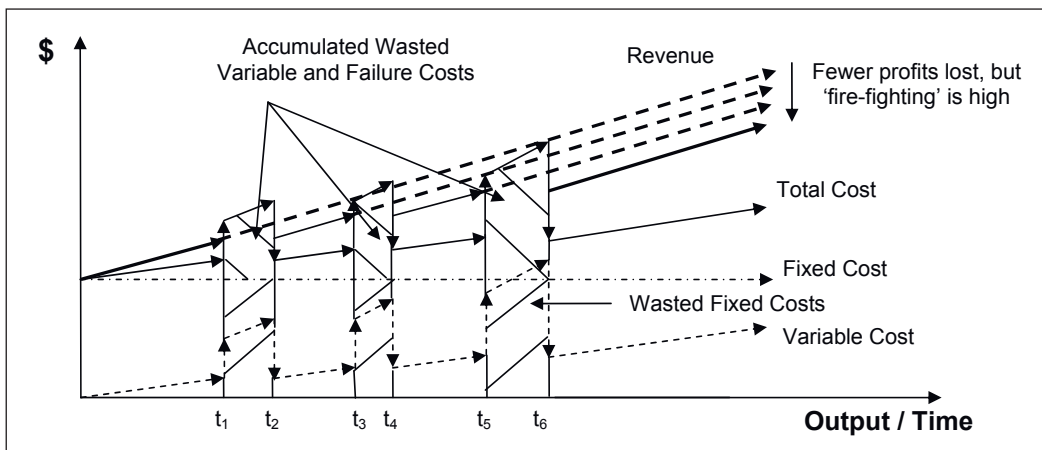 $
Accumulated Wasted
Variable and Failure Costs
Revenue
Fewer profits lost, but
‘fire-fighting’ is high
Total Cost
Fixed Cost
Wasted Fixed Costs
Variable Cost
t1 t2 t3 t4 t5 t6
Output / Time